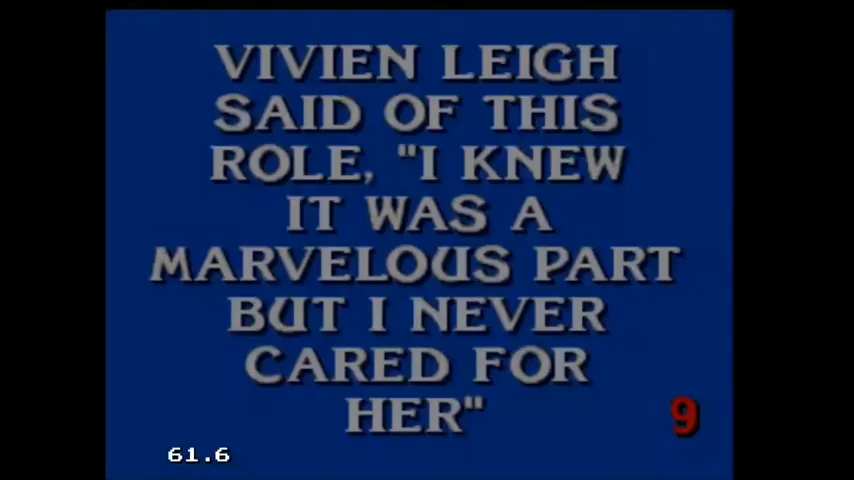 VIVIEN LEIGH
SAID OF THIS
ROLE, "I KNEW
IT WAS A
MARVELOUS PART
BUT I NEVER
CARED FOR
HER"
9
61.6